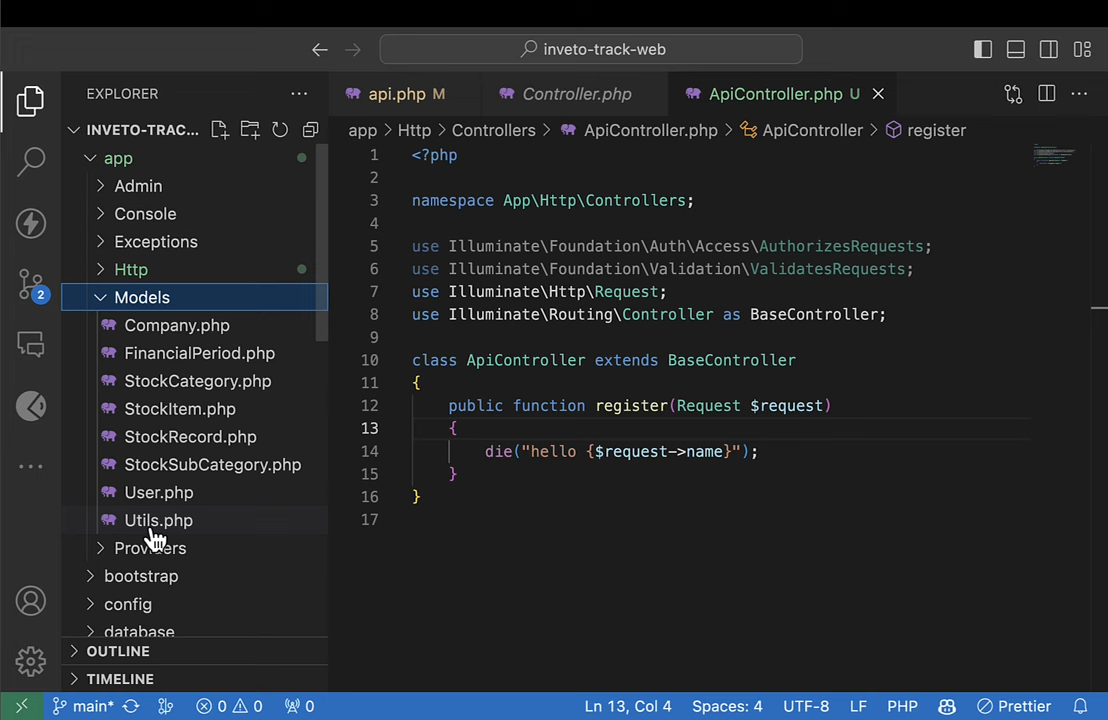 inveto-track-web
EXPLORER
api.php M
Controller.php
ApiController.php U
INVETO-TRAC...
app > Http > Controllers > ApiController.php > ApiController > register
app
Admin
Console
Exceptions
Http
Models
Company.php
FinancialPeriod.php
StockCategory.php
StockItem.php
StockRecord.php
StockSubCategory.php
User.php
Utils.php
Providers
bootstrap
config
database
OUTLINE
TIMELINE
2
1 <?php
2
3 namespace App\Http\Controllers;
4
5 use Illuminate\Foundation\Auth\Access\AuthorizesRequests;
6 use Illuminate\Foundation\Validation\ValidatesRequests;
7 use Illuminate\Http\Request;
8 use Illuminate\Routing\Controller as BaseController;
9
10 class ApiController extends BaseController
11 {
12 public function register(Request $request)
13 {
14 die("hello {$request->name}");
15 }
16 }
17
main* 0 0 0 Ln 13, Col 4 Spaces: 4 UTF-8 LF PHP Prettier